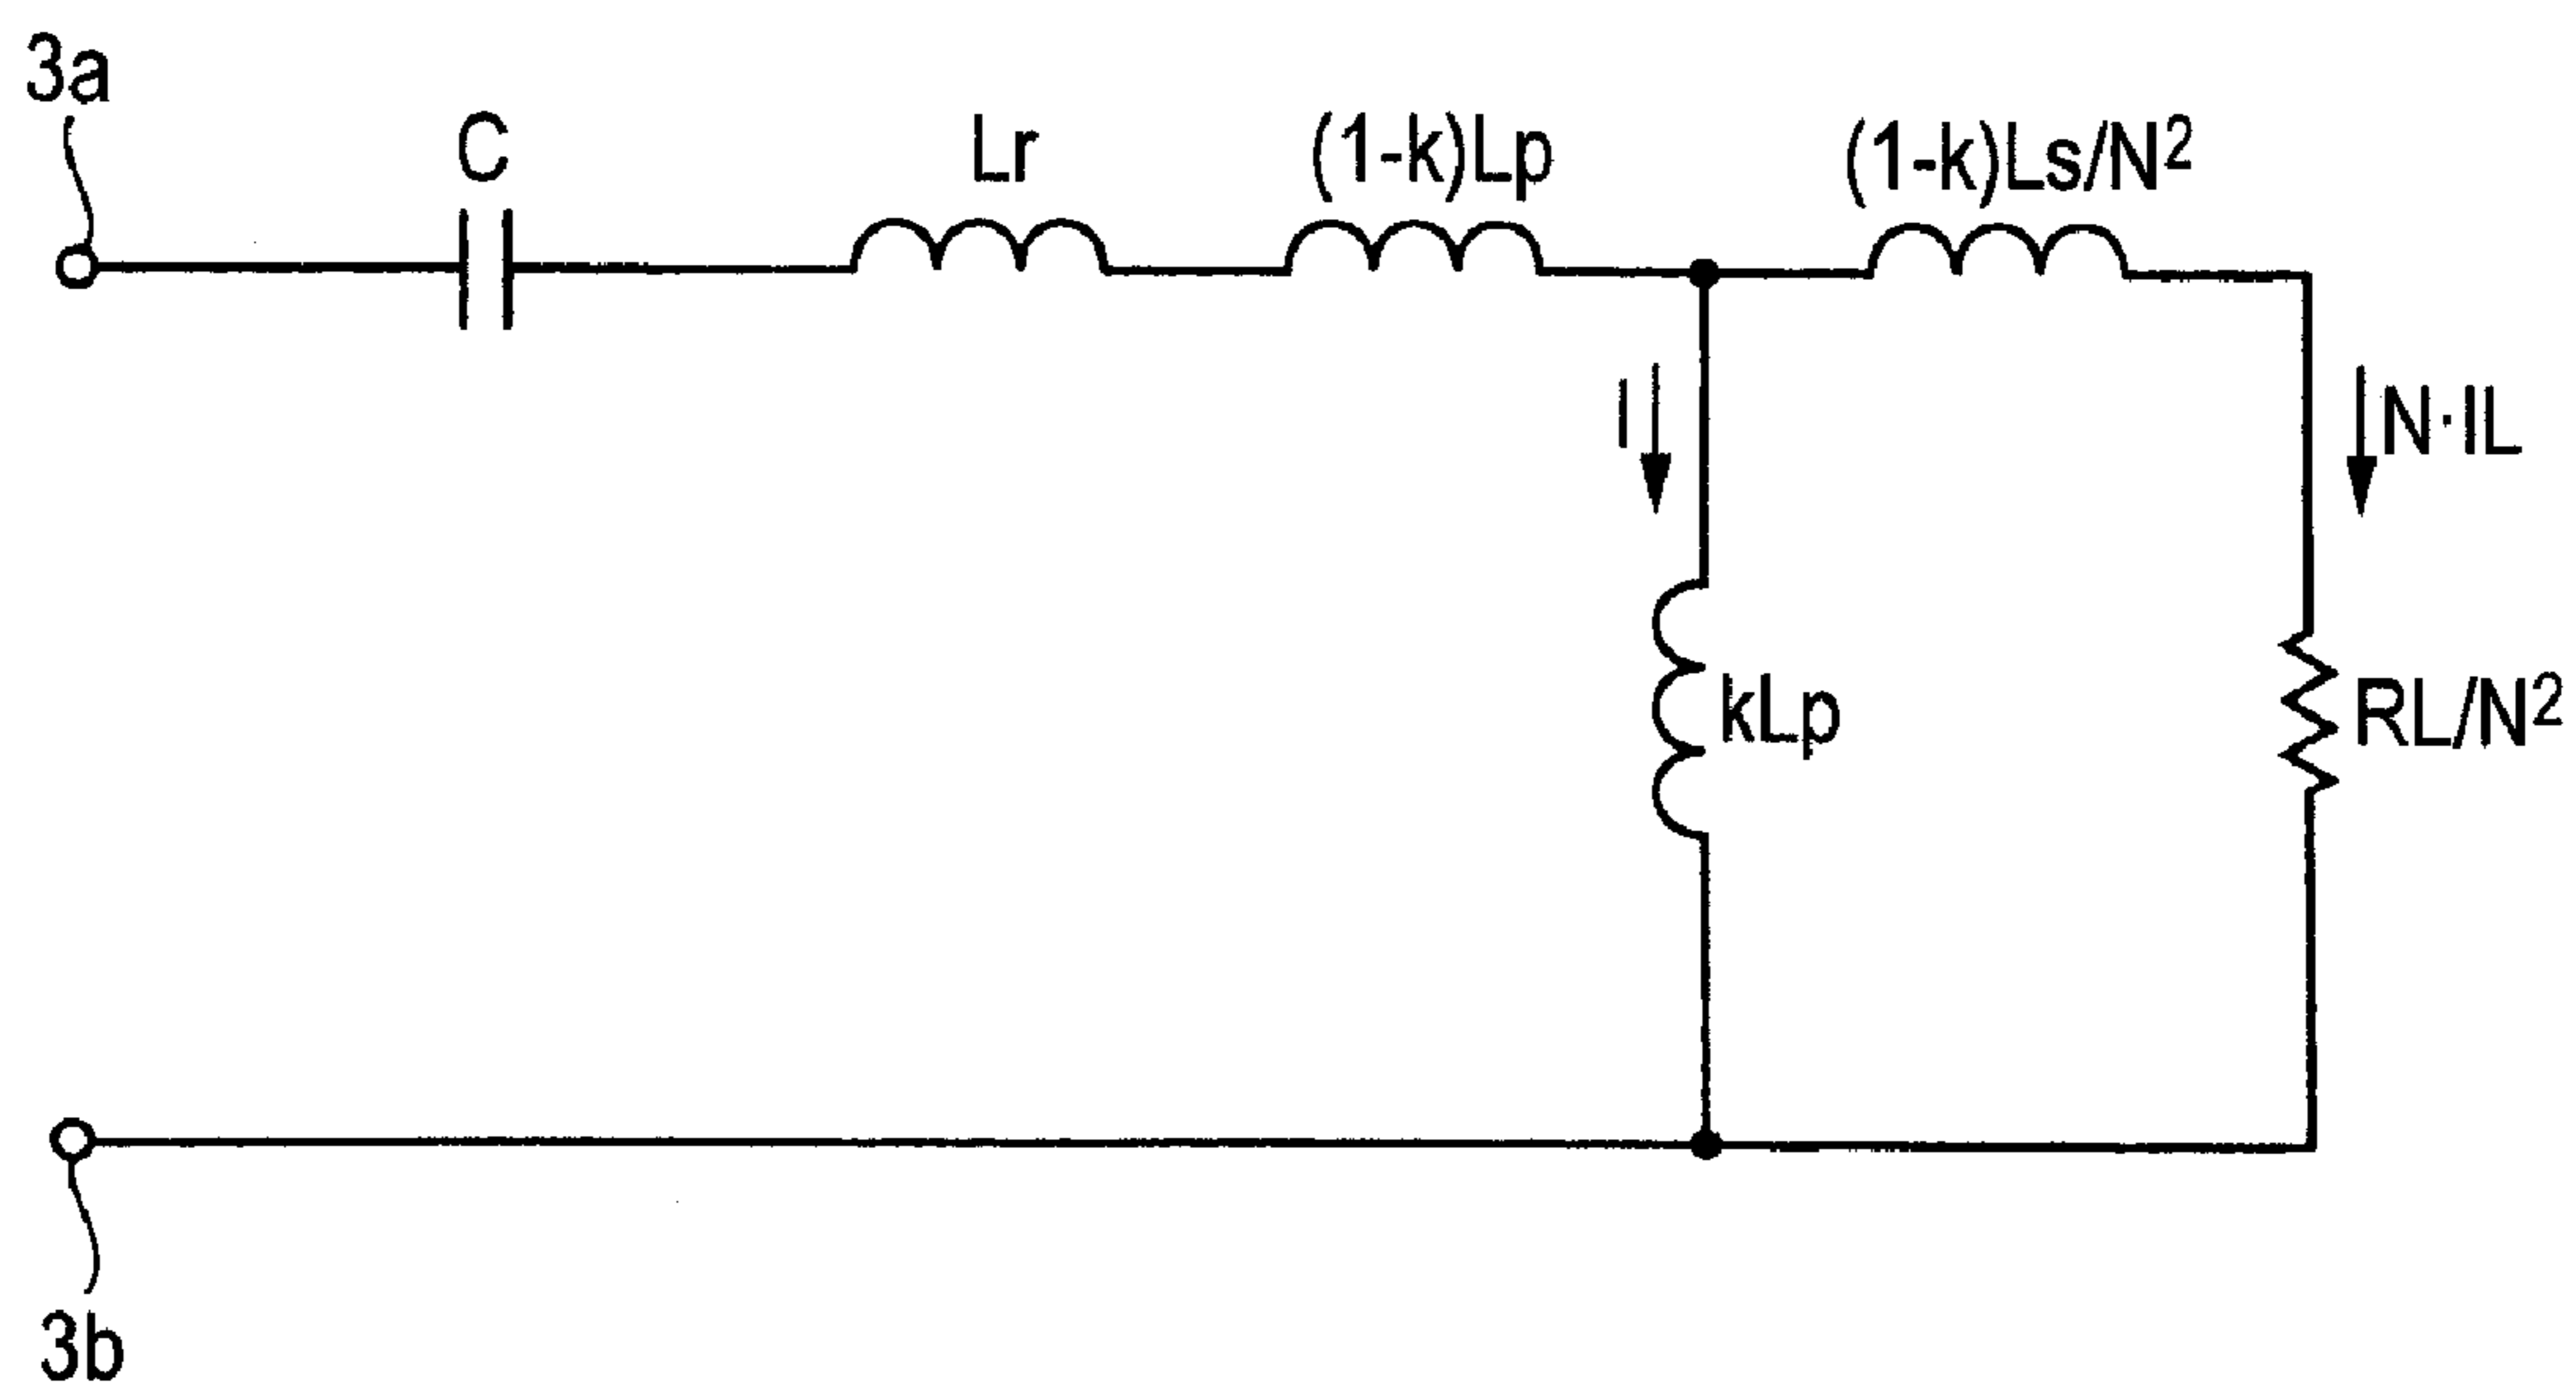 3a
C
Lr
(1-k)Lp
(1-k)Ls/N²
I
N·IL
kLp
RL/N²
3b